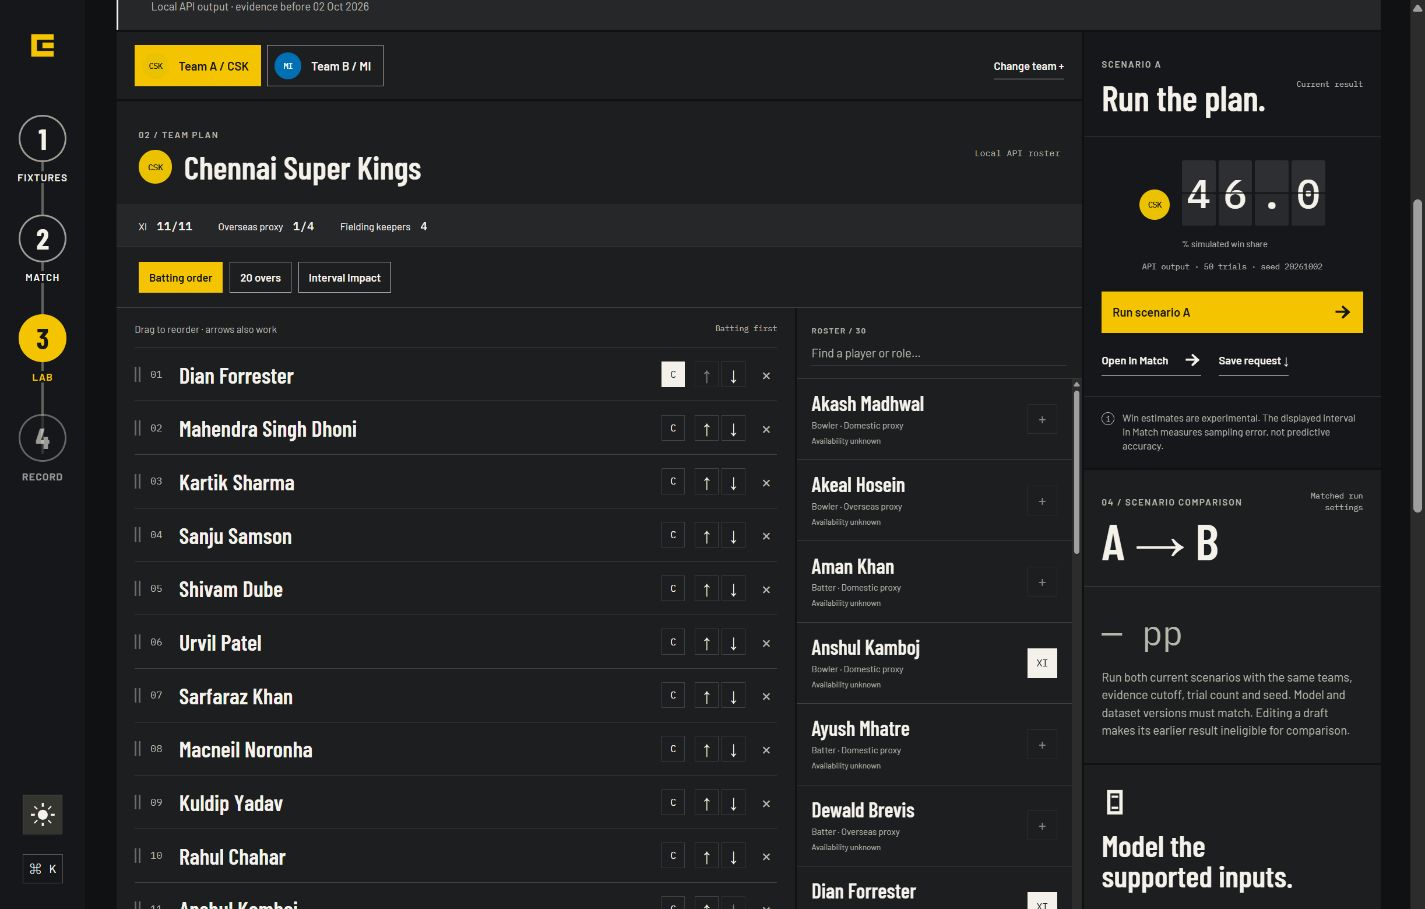 Local API output · evidence before 02 Oct 2026
1
FIXTURES
2
MATCH
3
LAB
4
RECORD
⌘ K
CSK Team A / CSK
MI Team B / MI
Change team +
02 / TEAM PLAN
CSK Chennai Super Kings
Local API roster
XI 11/11 Overseas proxy 1/4 Fielding keepers 4
Batting order 20 overs Interval Impact
Drag to reorder · arrows also work
Batting first
01 Dian Forrester C ↑ ↓ ×
02 Mahendra Singh Dhoni C ↑ ↓ ×
03 Kartik Sharma C ↑ ↓ ×
04 Sanju Samson C ↑ ↓ ×
05 Shivam Dube C ↑ ↓ ×
06 Urvil Patel C ↑ ↓ ×
07 Sarfaraz Khan C ↑ ↓ ×
08 Macneil Noronha C ↑ ↓ ×
09 Kuldip Yadav C ↑ ↓ ×
10 Rahul Chahar C ↑ ↓ ×
11 Anshul Kamboj
ROSTER / 30
Find a player or role...
Akash Madhwal
Bowler · Domestic proxy
Availability unknown
+
Akeal Hosein
Bowler · Overseas proxy
Availability unknown
+
Aman Khan
Batter · Domestic proxy
Availability unknown
+
Anshul Kamboj
Bowler · Domestic proxy
Availability unknown
XI
Ayush Mhatre
Batter · Domestic proxy
Availability unknown
+
Dewald Brevis
Batter · Overseas proxy
Availability unknown
+
Dian Forrester
XI
SCENARIO A
Run the plan.
Current result
CSK
46.0
% simulated win share
API output · 50 trials · seed 20261002
Run scenario A →
Open in Match → Save request ↓
Win estimates are experimental. The displayed interval
in Match measures sampling error, not predictive
accuracy.
04 / SCENARIO COMPARISON
Matched run
settings
A → B
— pp
Run both current scenarios with the same teams,
evidence cutoff, trial count and seed. Model and
dataset versions must match. Editing a draft
makes its earlier result ineligible for comparison.
Model the
supported inputs.